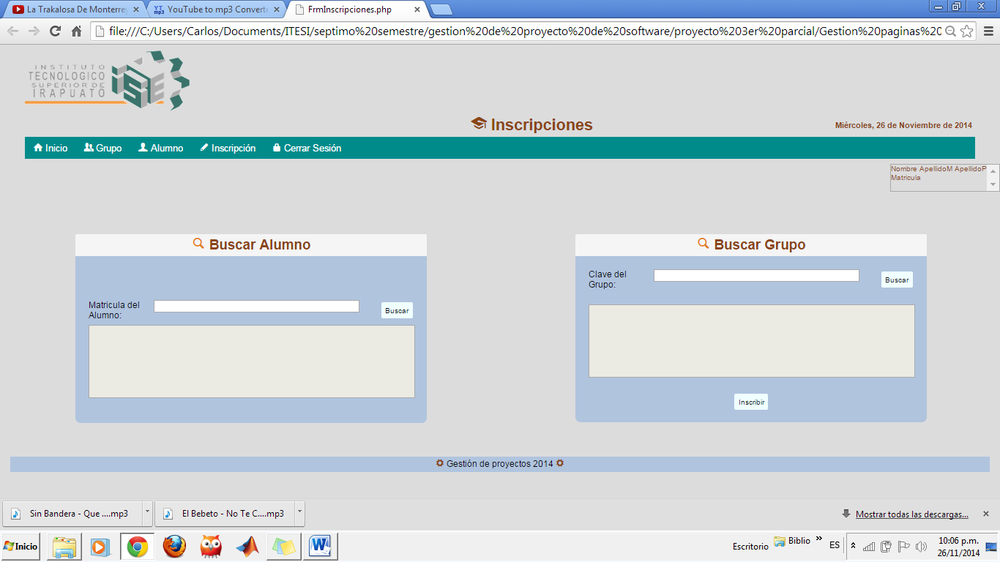 La Trakalosa De Monterrey
YouTube to mp3 Converte
FrmInscripciones.php
file:///C:/Users/Carlos/Documents/ITESI/septimo%20semestre/gestion%20de%20proyecto%20de%20software/proyecto%203er%20parcial/Gestion%20paginas%20
INSTITUTO
TECNOLOGICO
SUPERIOR DE
IRAPUATO
Inscripciones
Miércoles, 26 de Noviembre de 2014
Inicio Grupo Alumno Inscripción Cerrar Sesión
Nombre ApellidoM ApellidoP
Matricula
Buscar Alumno
Matricula del
Alumno:
Buscar
Buscar Grupo
Clave del
Grupo:
Buscar
Inscribir
Gestión de proyectos 2014
Sin Bandera - Que ....mp3
El Bebeto - No Te C....mp3
Mostrar todas las descargas...
Inicio
Escritorio
Biblio
ES
10:06 p.m.
26/11/2014